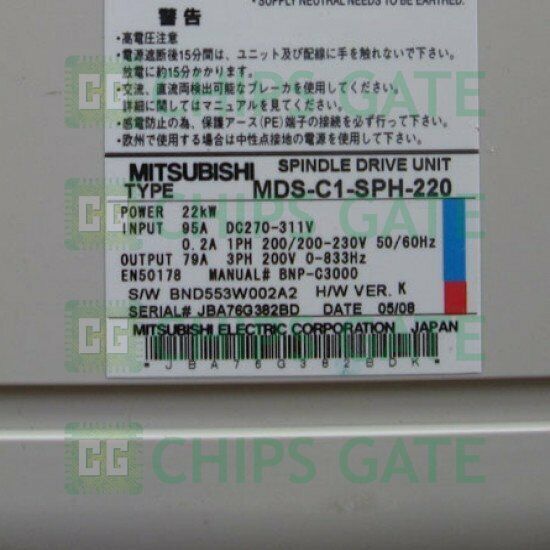 SUPPLY NEUTRAL NEEDS TO BE EARTHED.
警告
・高電圧注意
・電源遮断後15分間は、ユニット及び配線に手を触れないで下さい。
放電に約15分かかります。
・交流、直流両検出可能なブレーカを使用してください。
詳細に関してはマニュアルを見てください。
・感電防止の為、保護アース(PE)端子の接続を必ず行って下さい。
・欧州で使用する場合は中性点接地の電源を使用して下さい。
MITSUBISHI SPINDLE DRIVE UNIT
TYPE MDS-C1-SPH-220
POWER 22kW
INPUT 95A DC270-311V
0.2A 1PH 200/200-230V 50/60Hz
OUTPUT 79A 3PH 200V 0-833Hz
EN50178 MANUAL# BNP-C3000
S/W BND553W002A2 H/W VER. K
SERIAL# JBA76G382BD DATE 05/08
MITSUBISHI ELECTRIC CORPORATION JAPAN
*JBA76G382BDK*
CG CHIPS GATE
CG CHIPS GATE
CG CHIPS GATE
CG CHIPS GATE
CG CHIPS GATE